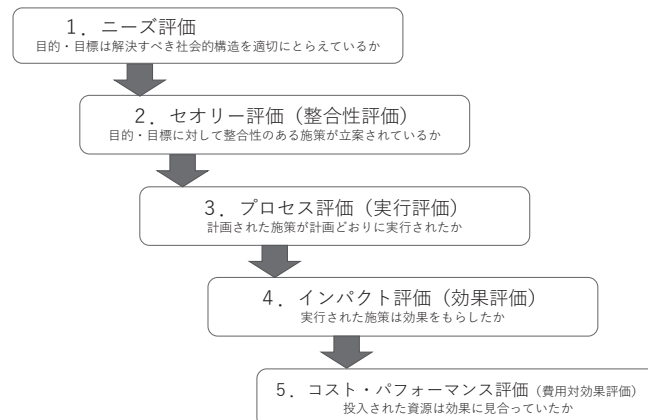 1．ニーズ評価
目的・目標は解決すべき社会的構造を適切にとらえているか
2．セオリー評価（整合性評価）
目的・目標に対して整合性のある施策が立案されているか
3．プロセス評価（実行評価）
計画された施策が計画どおりに実行されたか
4．インパクト評価（効果評価）
実行された施策は効果をもらしたか
5．コスト・パフォーマンス評価（費用対効果評価）
投入された資源は効果に見合っていたか